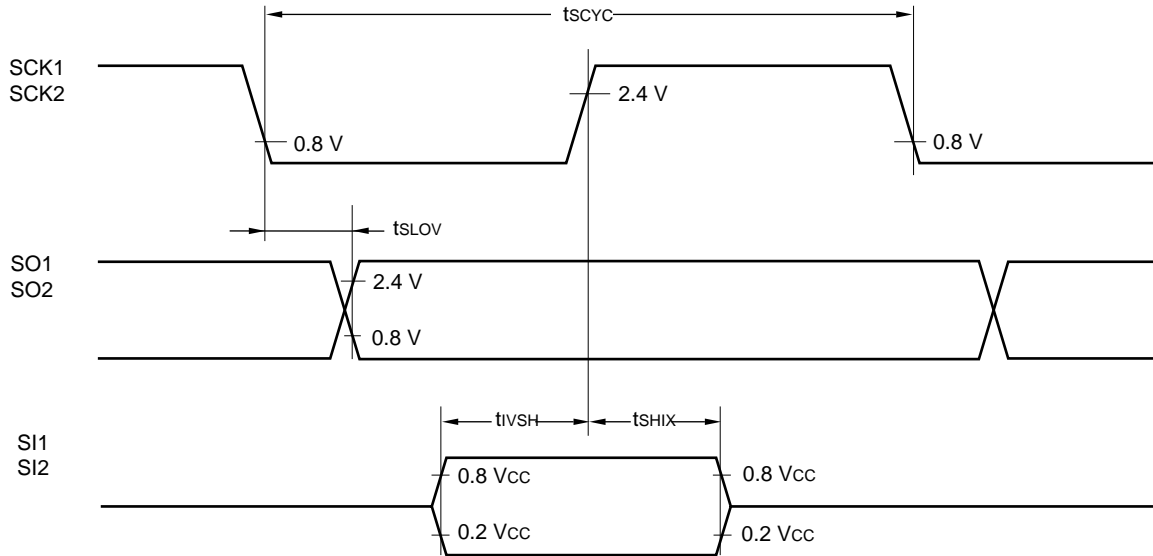 tSCYC
SCK1
SCK2
2.4 V
0.8 V
0.8 V
tSLOV
SO1
SO2
2.4 V
0.8 V
tIVSH
tSHIX
SI1
SI2
0.8 VCC
0.8 VCC
0.2 VCC
0.2 VCC